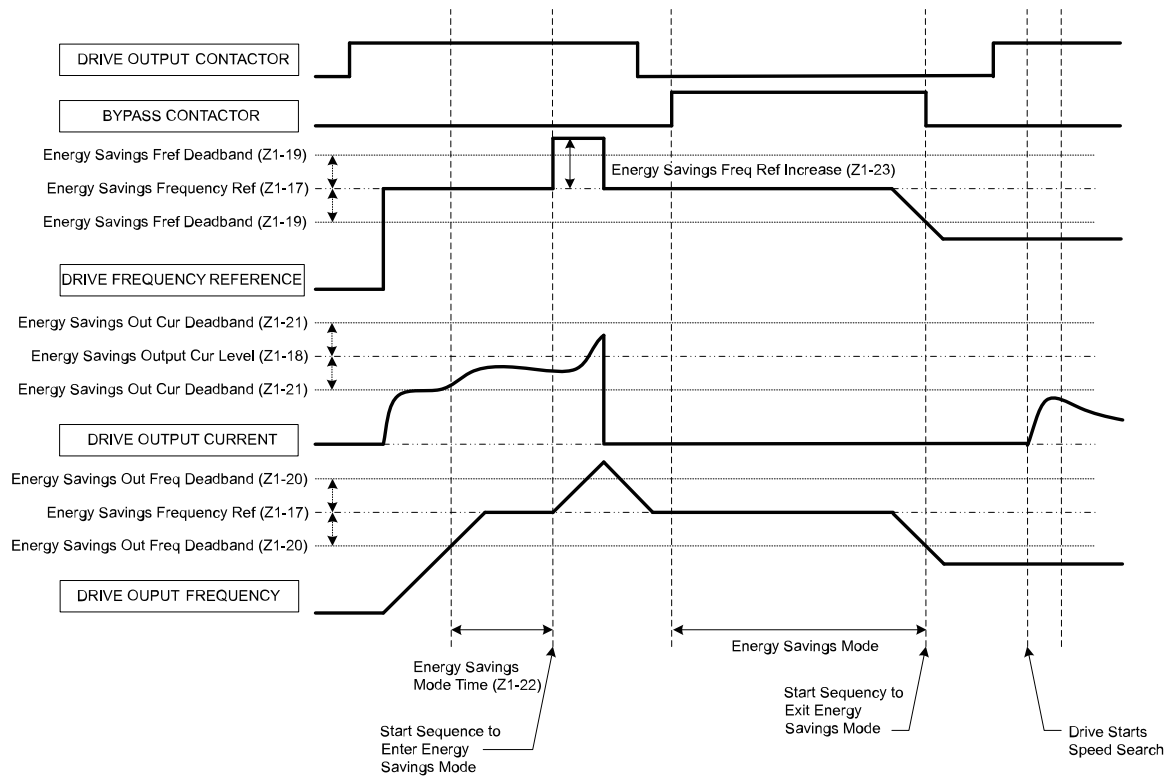 DRIVE OUTPUT CONTACTOR
BYPASS CONTACTOR
Energy Savings Fref Deadband (Z1-19)
Energy Savings Freq Ref Increase (Z1-23)
Energy Savings Frequency Ref (Z1-17)
Energy Savings Fref Deadband (Z1-19)
DRIVE FREQUENCY REFERENCE
Energy Savings Out Cur Deadband (Z1-21)
Energy Savings Output Cur Level (Z1-18)
Energy Savings Out Cur Deadband (Z1-21)
DRIVE OUTPUT CURRENT
Energy Savings Out Freq Deadband (Z1-20)
Energy Savings Frequency Ref (Z1-17)
Energy Savings Out Freq Deadband (Z1-20)
DRIVE OUPUT FREQUENCY
Energy Savings
Mode Time (Z1-22)
Energy Savings Mode
Start Sequence to
Enter Energy
Savings Mode
Start Sequency to
Exit Energy
Savings Mode
Drive Starts
Speed Search